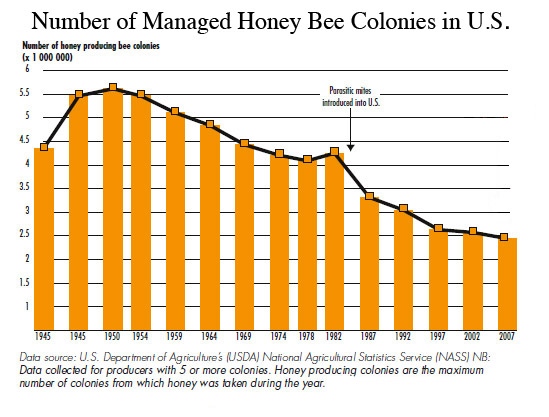 Number of Managed Honey Bee Colonies in U.S.
Number of honey producing bee colonies
(x 1 000 000)
6
5.5
5
4.5
4
3.5
3
2.5
2
1.5
1
Parasitic mites
introduced into U.S.
1945 1945 1950 1954 1959 1964 1969 1974 1978 1982 1987 1992 1997 2002 2007
Data source: U.S. Department of Agriculture's (USDA) National Agricultural Statistics Service (NASS) NB:
Data collected for producers with 5 or more colonies. Honey producing colonies are the maximum
number of colonies from which honey was taken during the year.